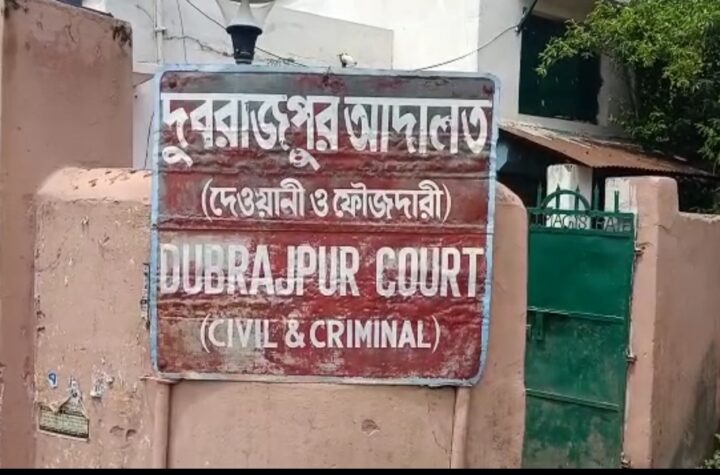 দুবরাজপুর আদালত
(দেওয়ানী ও ফৌজদারী)
DUBRAJPUR COURT
(CIVIL & CRIMINAL)